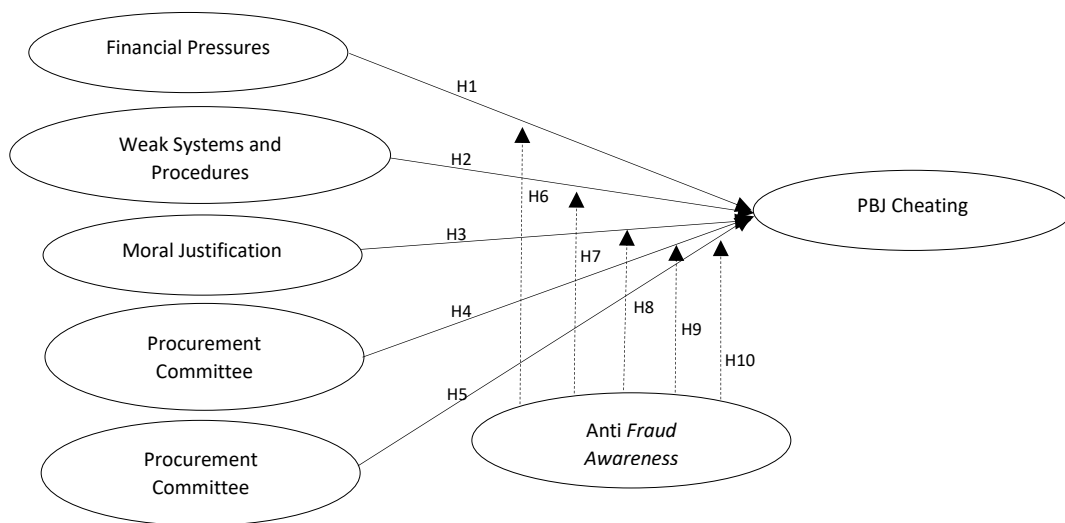 Financial Pressures
H1
Weak Systems and
Procedures
H2
H6
PBJ Cheating
Moral Justification
H3
H7
Procurement
Committee
H4
H8
H9
H10
H5
Procurement
Committee
Anti Fraud
Awareness